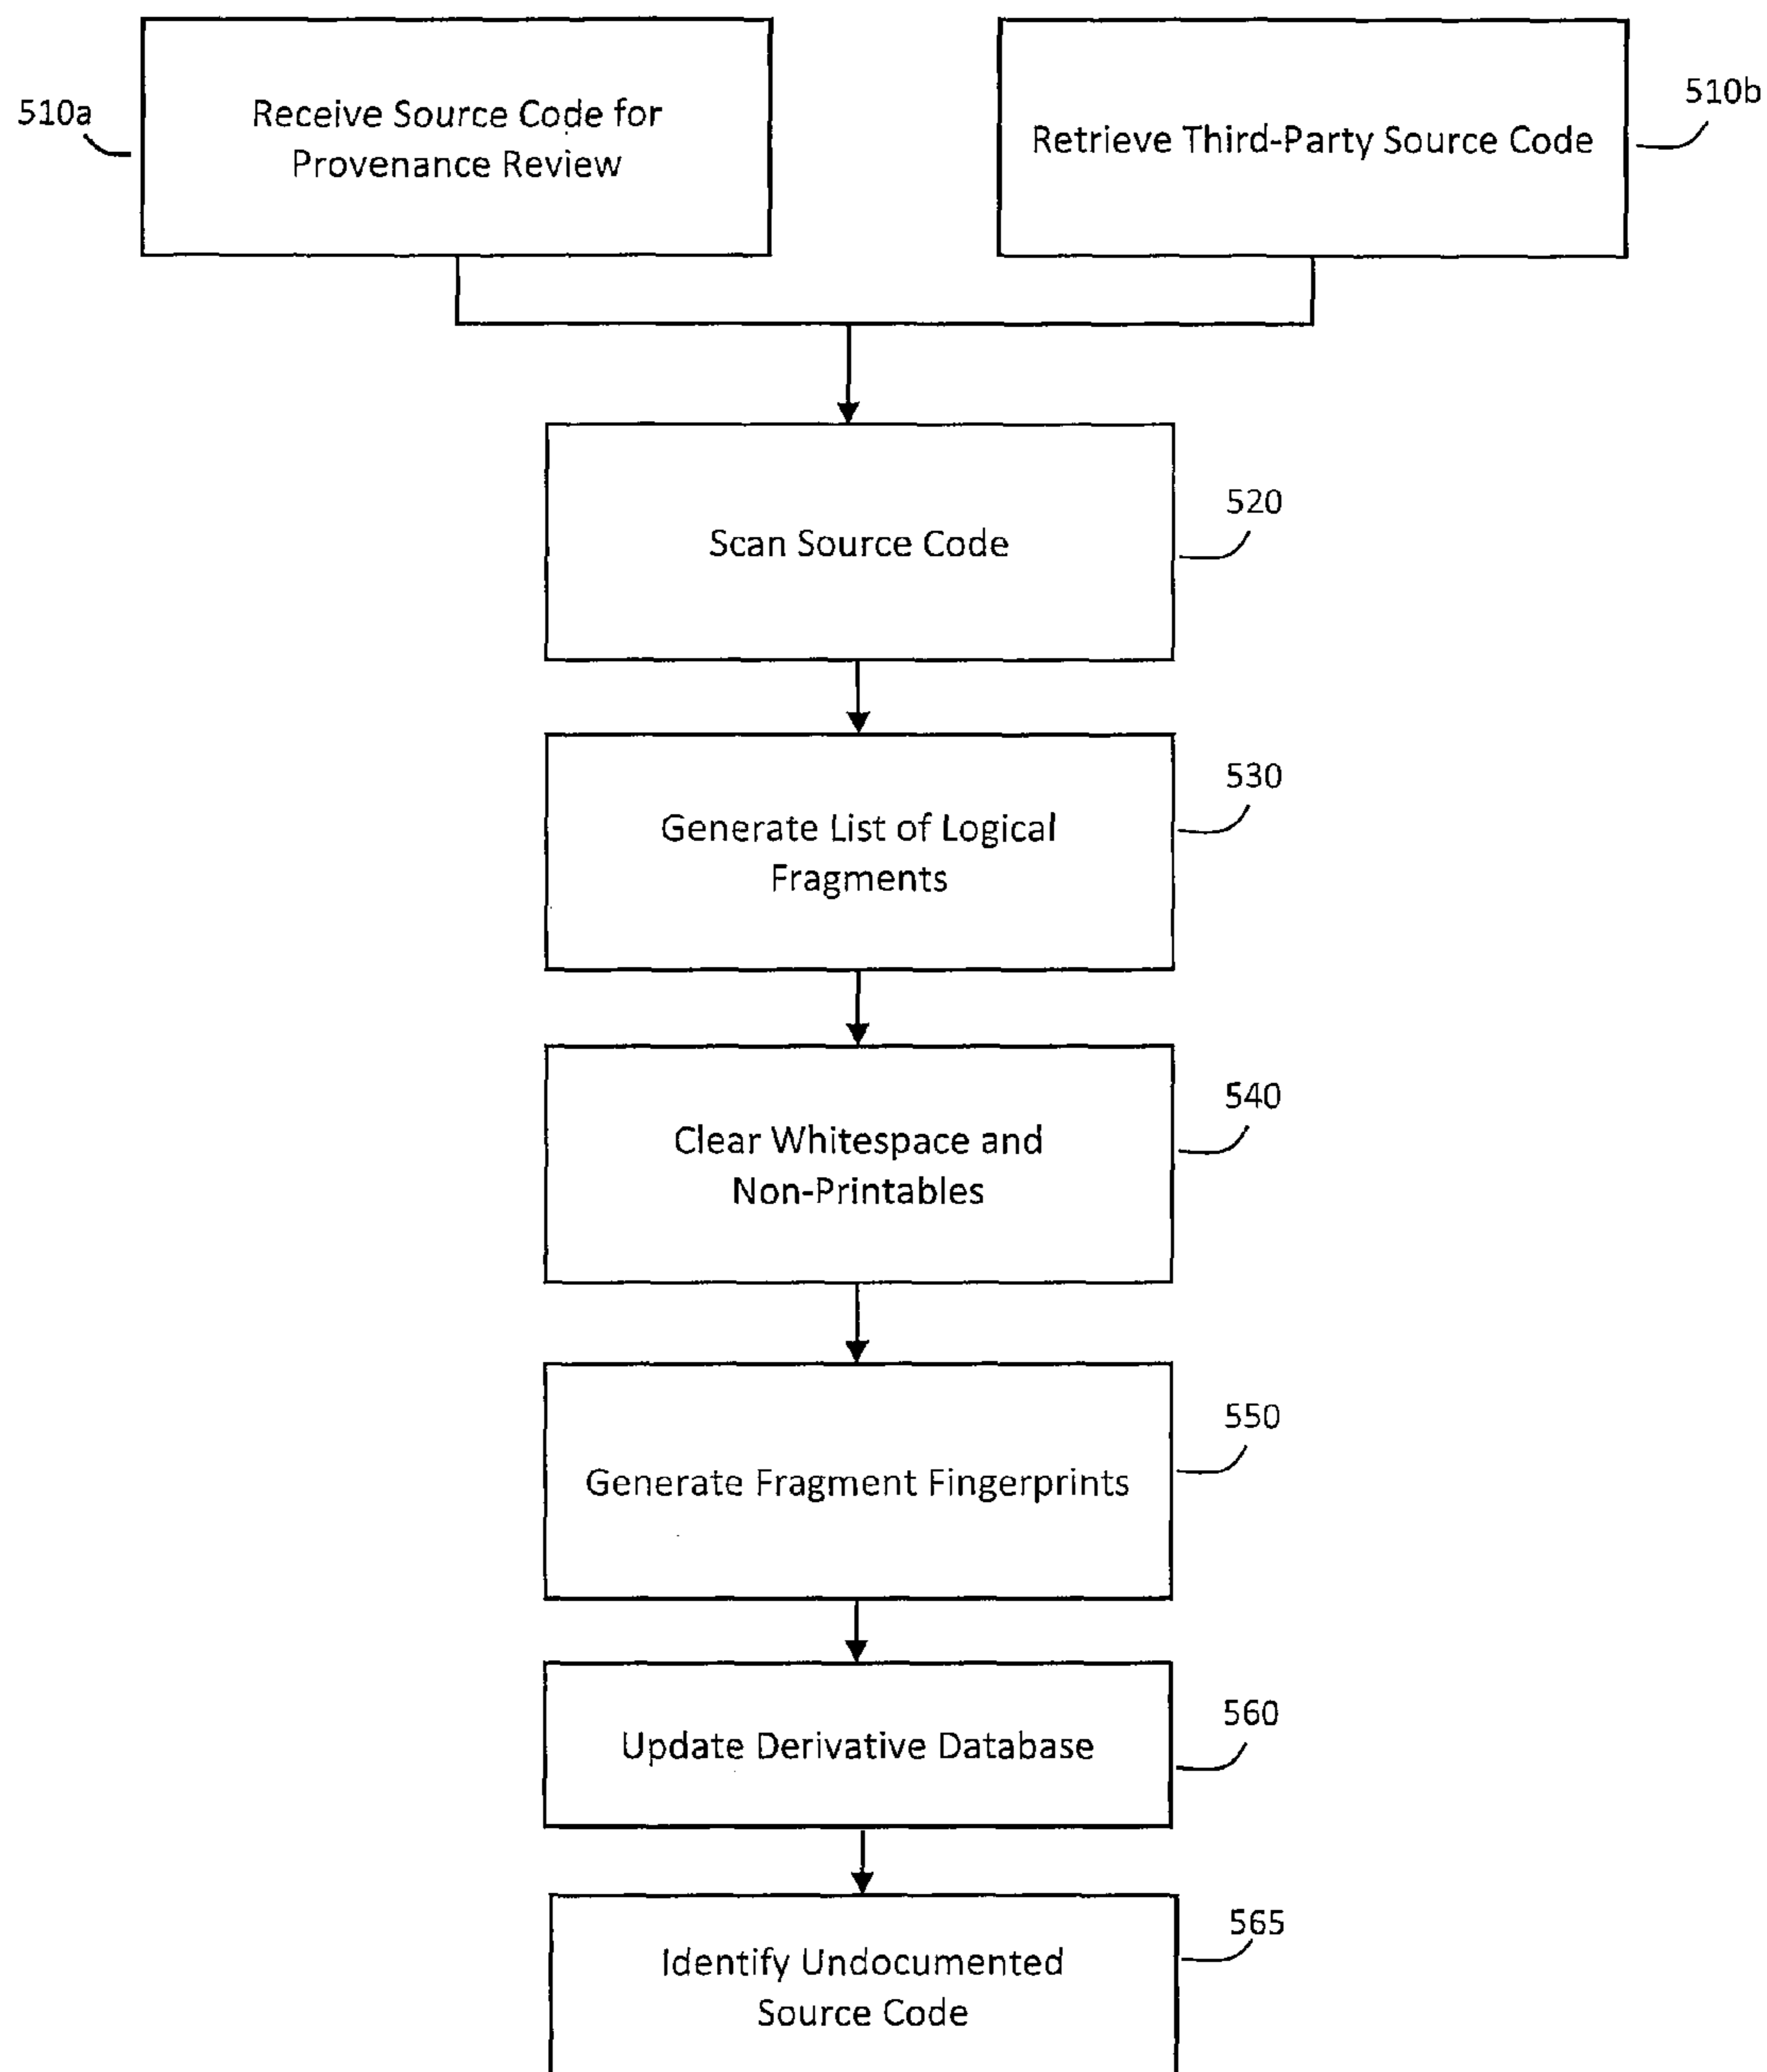 510a
Receive Source Code for
Provenance Review
Retrieve Third-Party Source Code
510b
Scan Source Code
520
Generate List of Logical
Fragments
530
Clear Whitespace and
Non-Printables
540
Generate Fragment Fingerprints
550
Update Derivative Database
560
Identify Undocumented
Source Code
565